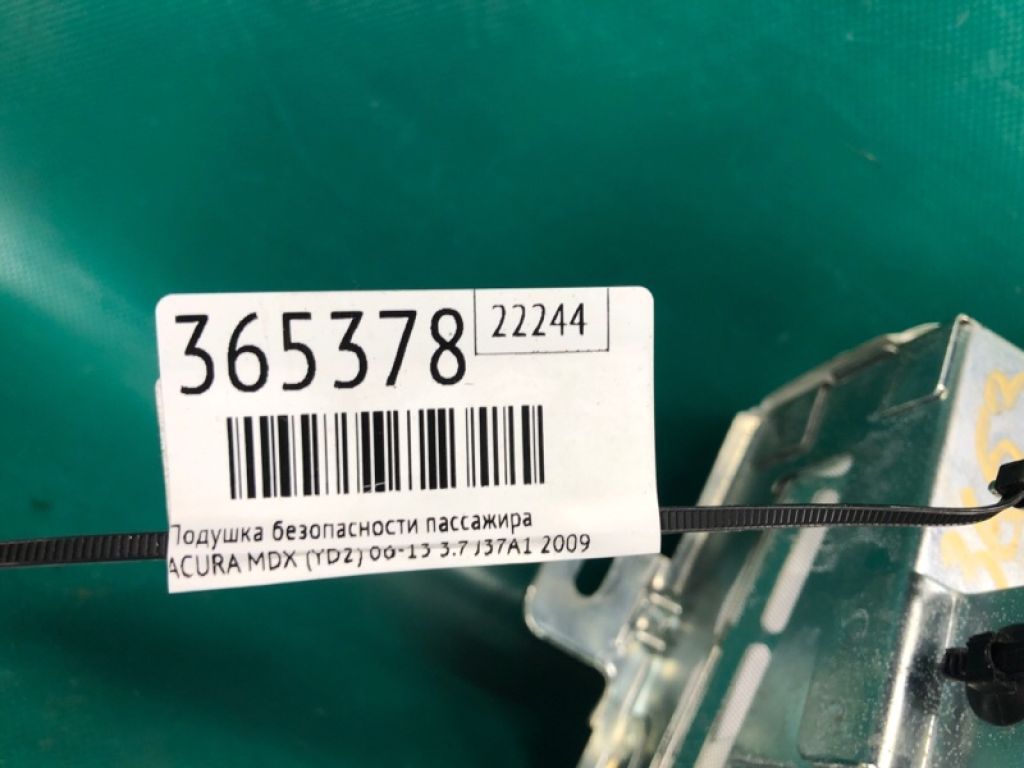 365378
22244
Подушка безопасности пассажира
ACURA MDX (YD2) 06-13 3.7 J37A1 2009